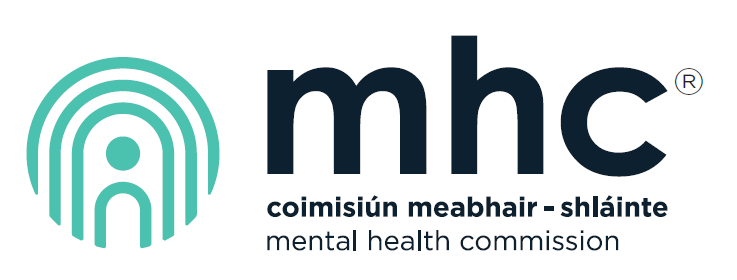 mhc®
coimisiún meabhair - shláinte
mental health commission